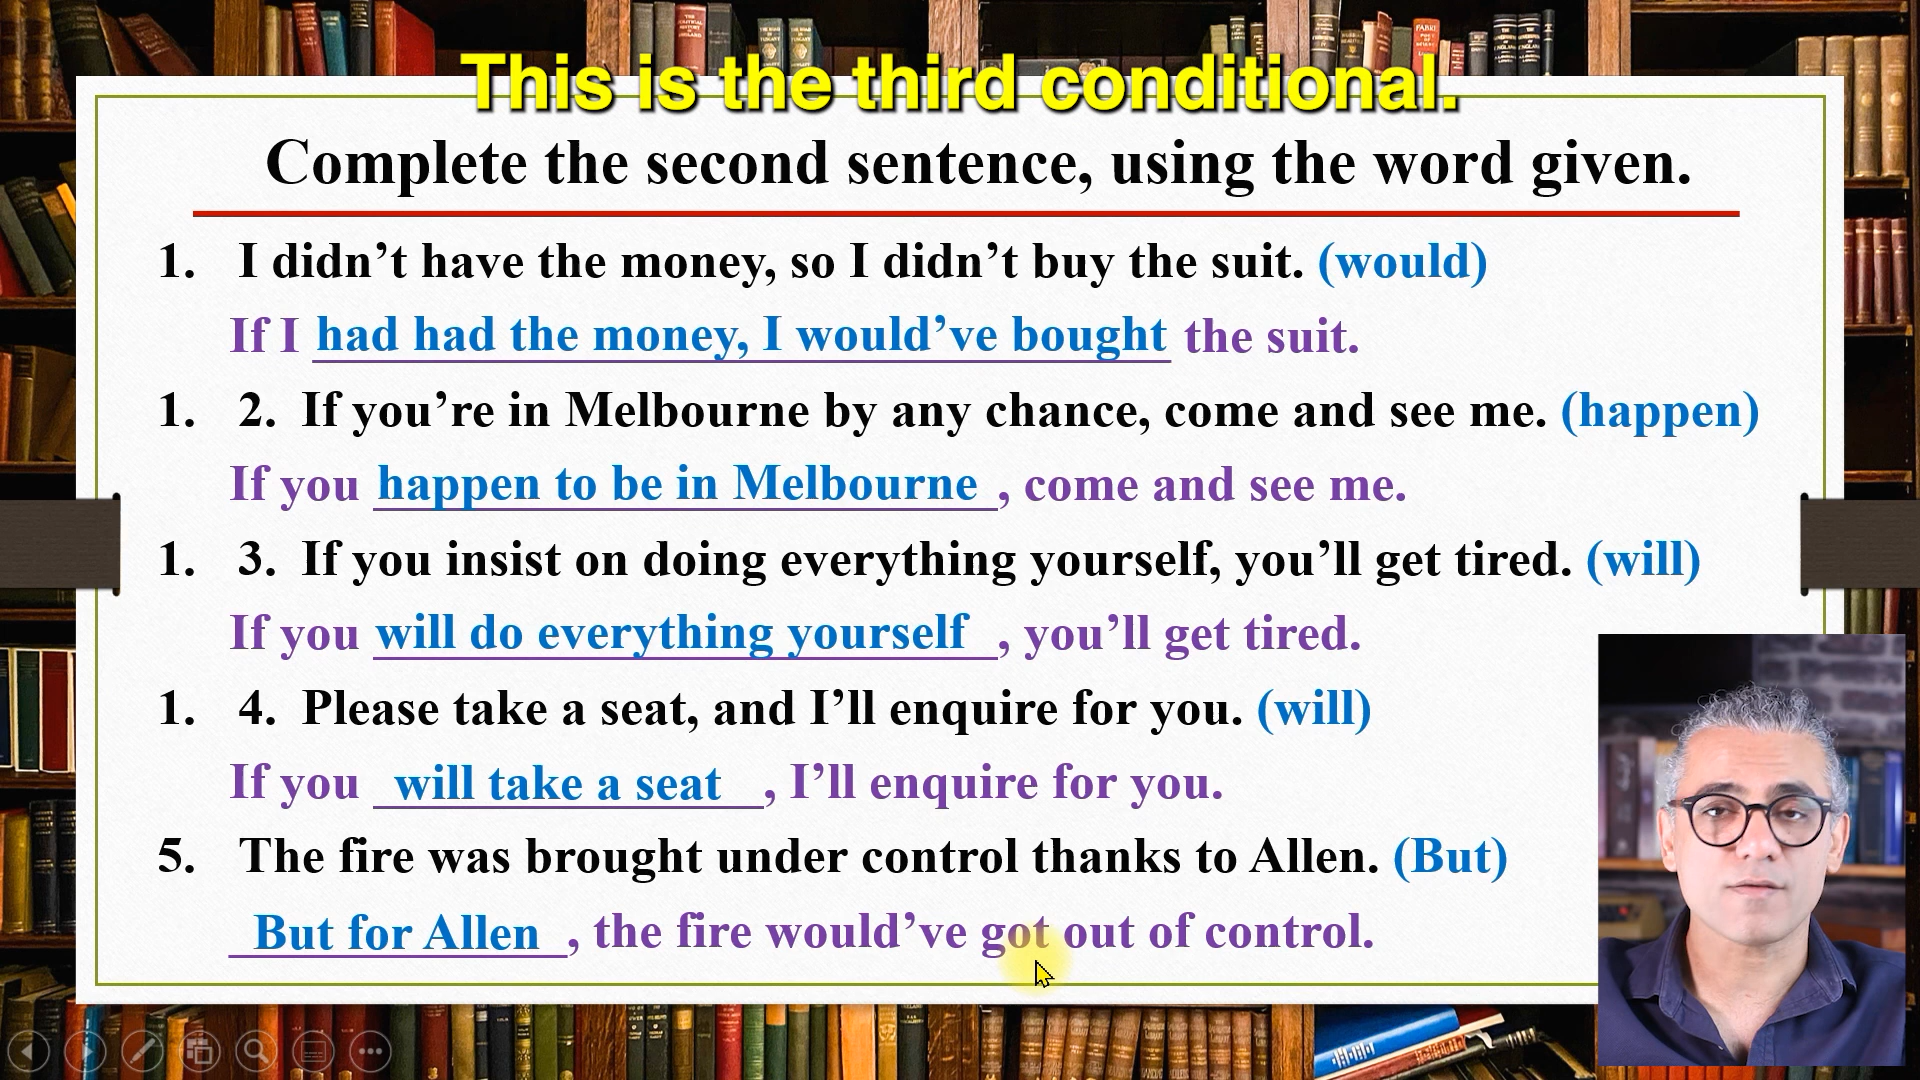 This is the third conditional.
Complete the second sentence, using the word given.
1. I didn’t have the money, so I didn’t buy the suit. (would)
If I had had the money, I would’ve bought the suit.
1. 2. If you’re in Melbourne by any chance, come and see me. (happen)
If you happen to be in Melbourne , come and see me.
1. 3. If you insist on doing everything yourself, you’ll get tired. (will)
If you will do everything yourself , you’ll get tired.
1. 4. Please take a seat, and I’ll enquire for you. (will)
If you will take a seat , I’ll enquire for you.
5. The fire was brought under control thanks to Allen. (But)
But for Allen , the fire would’ve got out of control.